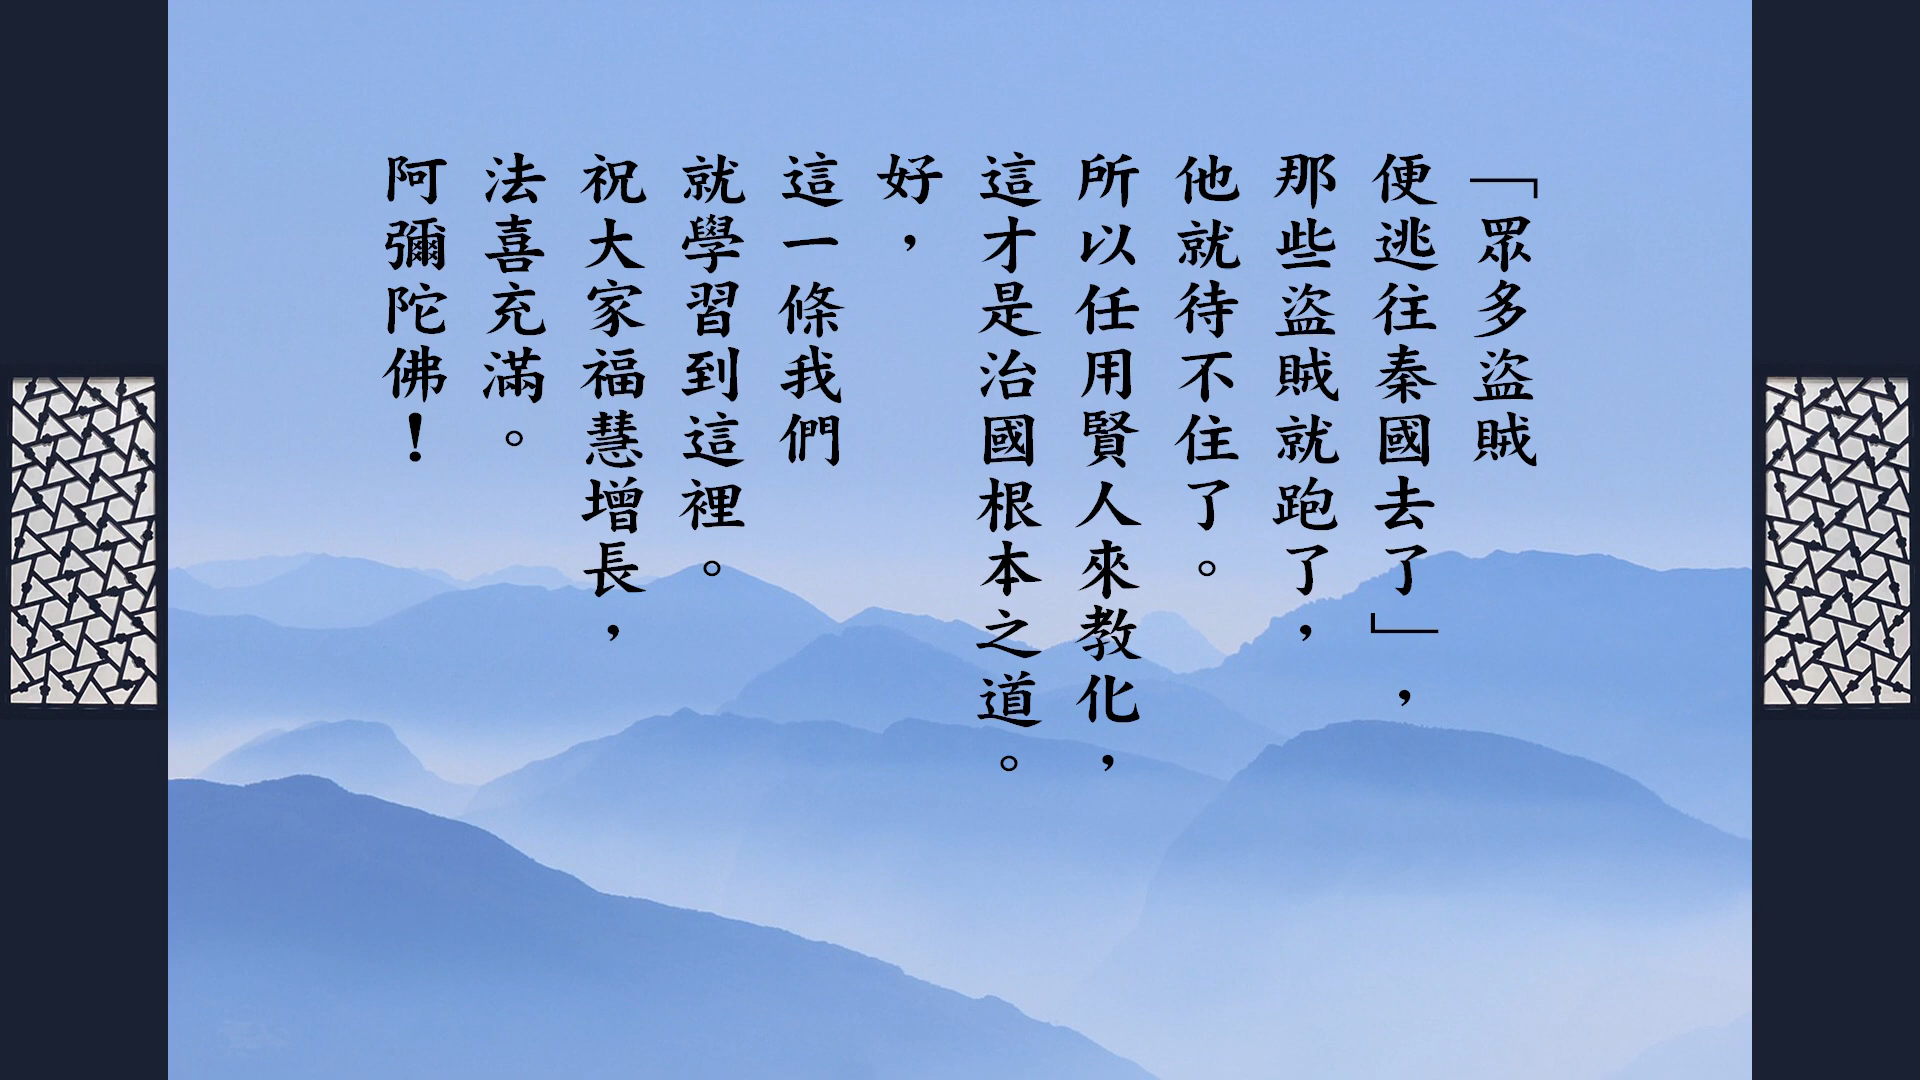 「眾多盜賊
便逃往秦國去了」，
那些盜賊就跑了，
他就待不住了。
所以任用賢人來教化，
這才是治國根本之道。
好，
這一條我們
就學習到這裡。
祝大家福慧增長，
法喜充滿。
阿彌陀佛！